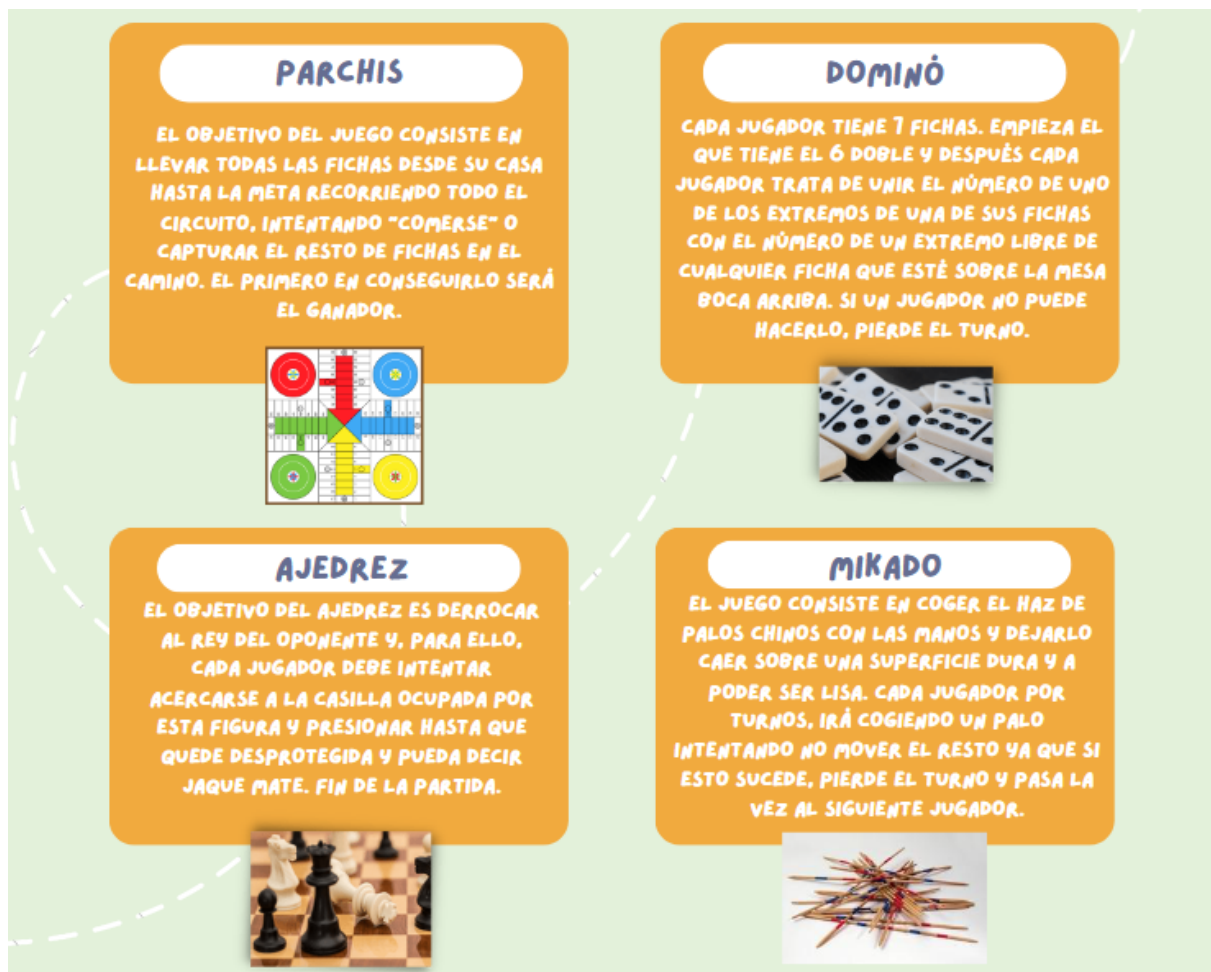 PARCHIS
EL OBJETIVO DEL JUEGO CONSISTE EN
LLEVAR TODAS LAS FICHAS DESDE SU CASA
HASTA LA META RECORRIENDO TODO EL
CIRCUITO, INTENTANDO "COMERSE" O
CAPTURAR EL RESTO DE FICHAS EN EL
CAMINO. EL PRIMERO EN CONSEGUIRLO SERÁ
EL GANADOR.
DOMINÓ
CADA JUGADOR TIENE 7 FICHAS. EMPIEZA EL
QUE TIENE EL 6 DOBLE Y DESPUÉS CADA
JUGADOR TRATA DE UNIR EL NÚMERO DE UNO
DE LOS EXTREMOS DE UNA DE SUS FICHAS
CON EL NÚMERO DE UN EXTREMO LIBRE DE
CUALQUIER FICHA QUE ESTÉ SOBRE LA MESA
BOCA ARRIBA. SI UN JUGADOR NO PUEDE
HACERLO, PIERDE EL TURNO.
AJEDREZ
EL OBJETIVO DEL AJEDREZ ES DERROCAR
AL REY DEL OPONENTE Y, PARA ELLO,
CADA JUGADOR DEBE INTENTAR
ACERCARSE A LA CASILLA OCUPADA POR
ESTA FIGURA Y PRESIONAR HASTA QUE
QUEDE DESPROTEGIDA Y PUEDA DECIR
JAQUE MATE. FIN DE LA PARTIDA.
MIKADO
EL JUEGO CONSISTE EN COGER EL HAZ DE
PALOS CHINOS CON LAS MANOS Y DEJARLO
CAER SOBRE UNA SUPERFICIE DURA Y A
PODER SER LISA. CADA JUGADOR POR
TURNOS, IRÁ COGIENDO UN PALO
INTENTANDO NO MOVER EL RESTO YA QUE SI
ESTO SUCEDE, PIERDE EL TURNO Y PASA LA
VEZ AL SIGUIENTE JUGADOR.